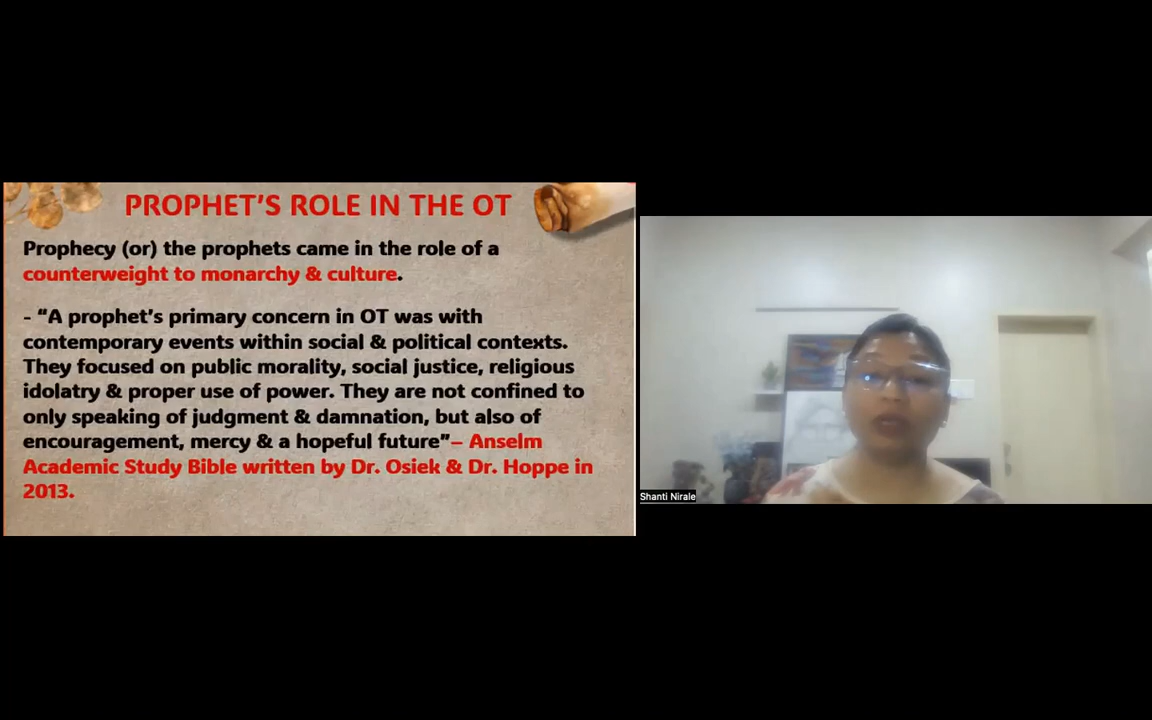 PROPHET'S ROLE IN THE OT
Prophecy (or) the prophets came in the role of a
counterweight to monarchy & culture.
- “A prophet's primary concern in OT was with
contemporary events within social & political contexts.
They focused on public morality, social justice, religious
idolatry & proper use of power. They are not confined to
only speaking of judgment & damnation, but also of
encouragement, mercy & a hopeful future”– Anselm
Academic Study Bible written by Dr. Osiek & Dr. Hoppe in
2013.
Shanti Nirale